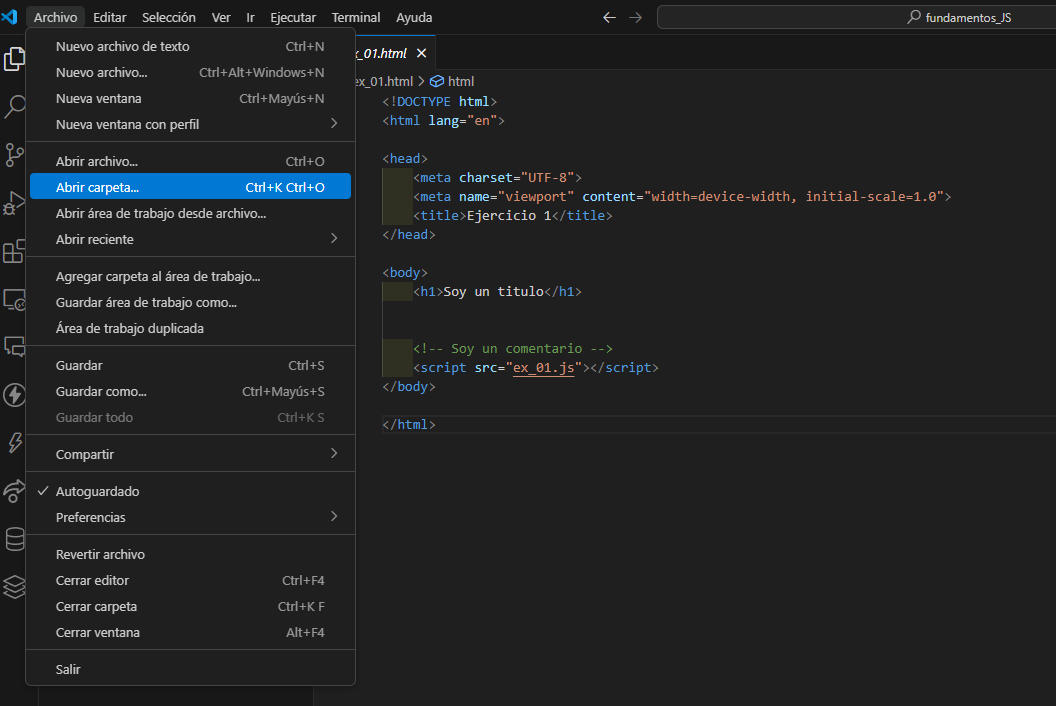 Archivo Editar Selección Ver Ir Ejecutar Terminal Ayuda fundamentos_JS
Nuevo archivo de texto Ctrl+N
Nuevo archivo... Ctrl+Alt+Windows+N
Nueva ventana Ctrl+Mayús+N
Nueva ventana con perfil
Abrir archivo... Ctrl+O
Abrir carpeta... Ctrl+K Ctrl+O
Abrir área de trabajo desde archivo...
Abrir reciente
Agregar carpeta al área de trabajo...
Guardar área de trabajo como...
Área de trabajo duplicada
Guardar Ctrl+S
Guardar como... Ctrl+Mayús+S
Guardar todo Ctrl+K S
Compartir
Autoguardado
Preferencias
Revertir archivo
Cerrar editor Ctrl+F4
Cerrar carpeta Ctrl+K F
Cerrar ventana Alt+F4
Salir
x_01.html
ex_01.html > html
<!DOCTYPE html>
<html lang="en">
<head>
<meta charset="UTF-8">
<meta name="viewport" content="width=device-width, initial-scale=1.0">
<title>Ejercicio 1</title>
</head>
<body>
<h1>Soy un titulo</h1>
<!-- Soy un comentario -->
<script src="ex_01.js"></script>
</body>
</html>